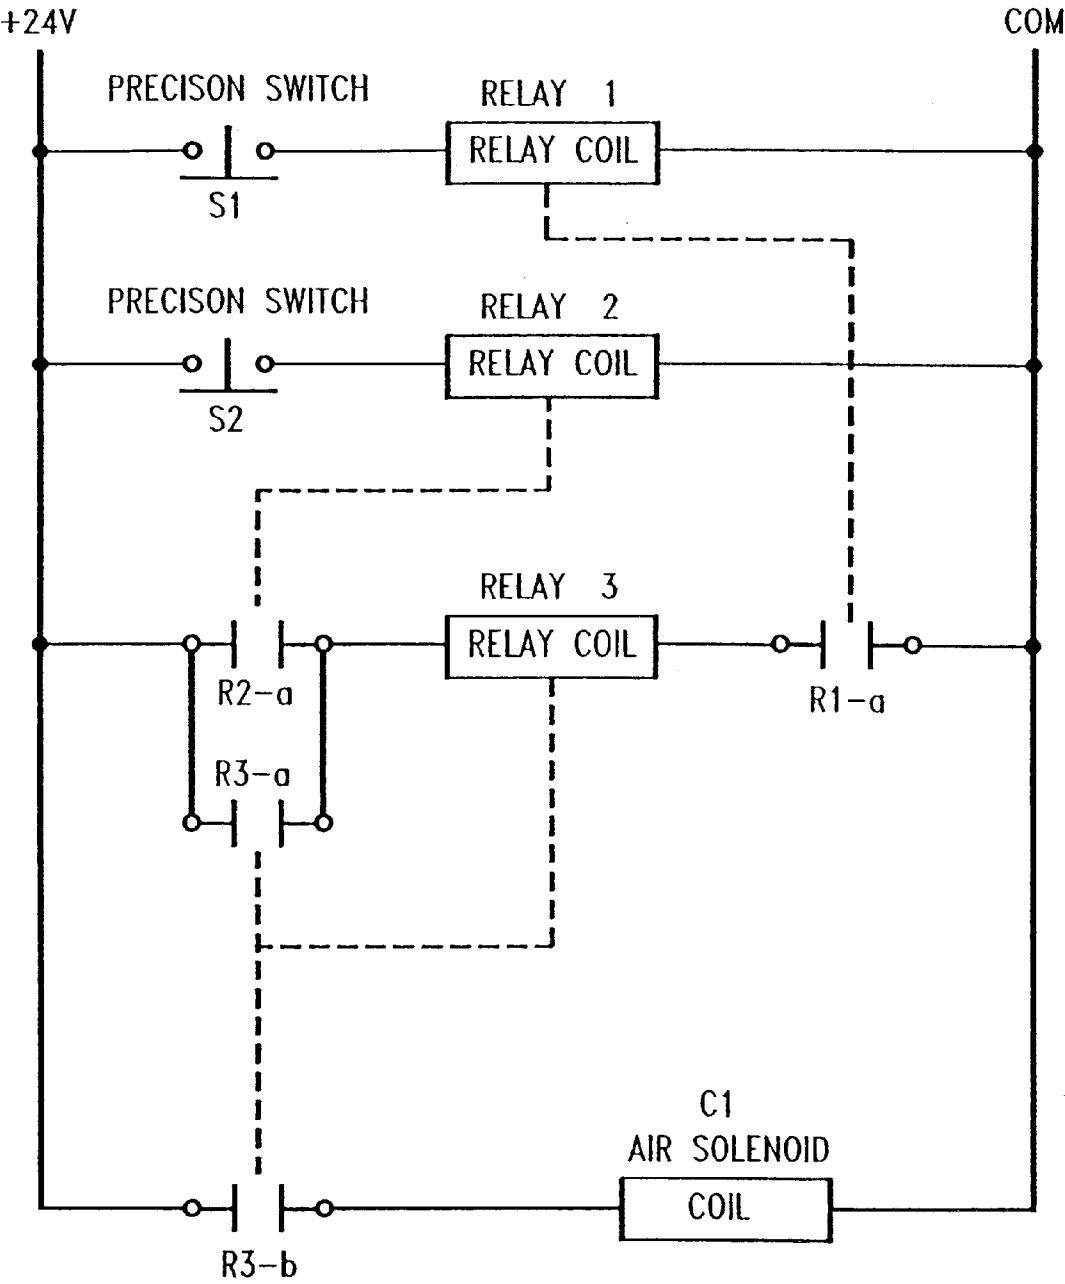 +24V
COM
PRECISON SWITCH
RELAY 1
RELAY COIL
S1
PRECISON SWITCH
RELAY 2
RELAY COIL
S2
RELAY 3
RELAY COIL
R2-a
R1-a
R3-a
C1
AIR SOLENOID
COIL
R3-b